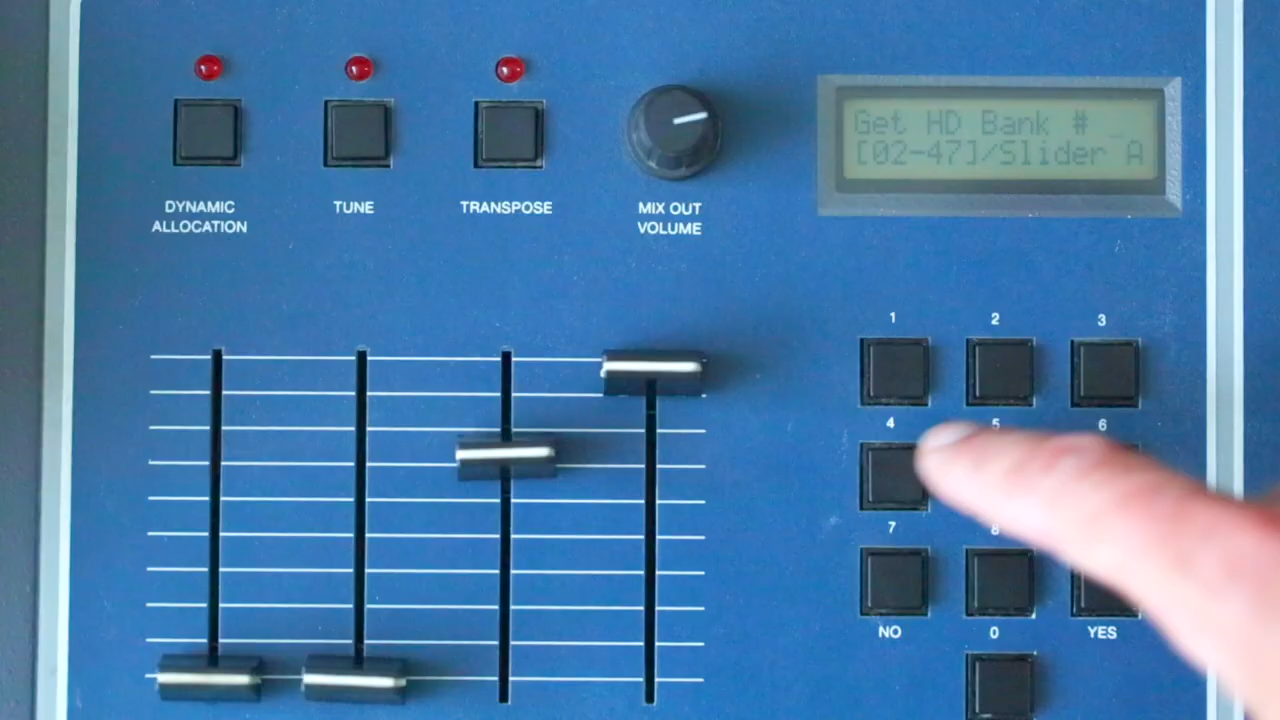 Get HD Bank # _
[02-47]/Slider A
DYNAMIC
ALLOCATION
TUNE
TRANSPOSE
MIX OUT
VOLUME
1 2 3
4 5 6
7 8
NO 0 YES